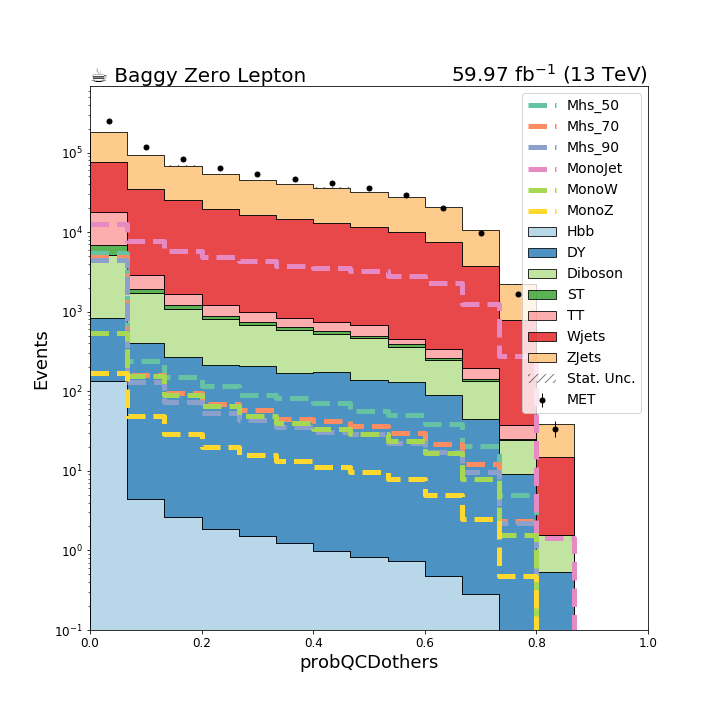 ☕ Baggy Zero Lepton
59.97 fb⁻¹ (13 TeV)
Events
10⁵
10⁴
10³
10²
10¹
10⁰
10⁻¹
Mhs_50
Mhs_70
Mhs_90
MonoJet
MonoW
MonoZ
Hbb
DY
Diboson
ST
TT
Wjets
ZJets
Stat. Unc.
MET
0.0 0.2 0.4 0.6 0.8 1.0
probQCDothers